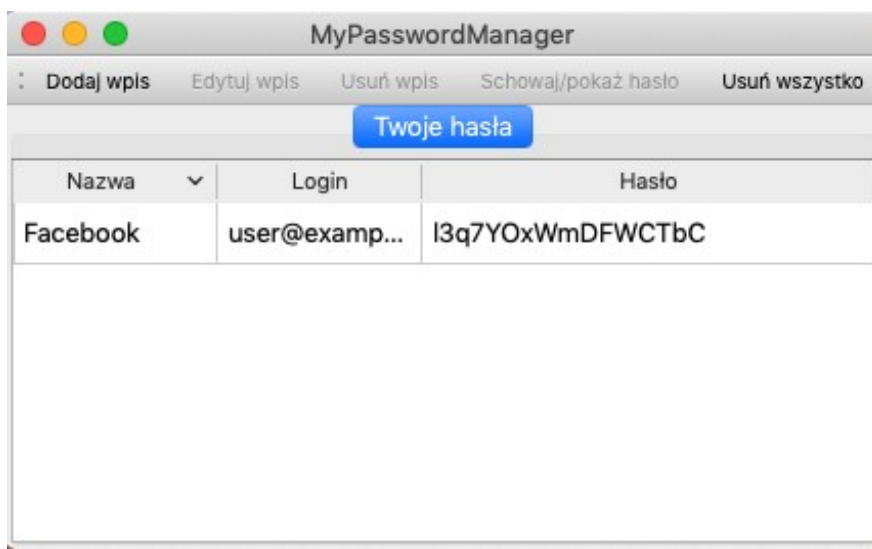 MyPasswordManager
Dodaj wpis Edytuj wpis Usuń wpis Schowaj/pokaż hasło Usuń wszystko
Twoje hasła
Nazwa Login Hasło
Facebook user@examp... l3q7YOxWmDFWCTbC